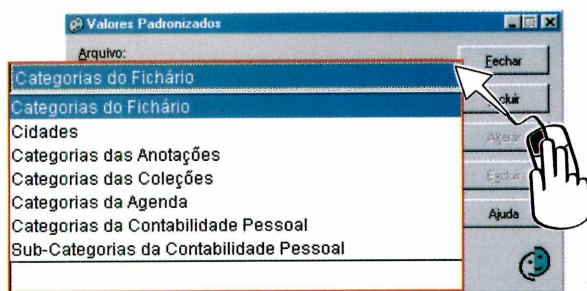 Valores Padronizados
Arquivo:
Fechar
Categorias do Fichário
Categorias do Fichário
Cidades
Categorias das Anotações
Categorias das Coleções
Categorias da Agenda
Categorias da Contabilidade Pessoal
Sub-Categorias da Contabilidade Pessoal
Ajuda